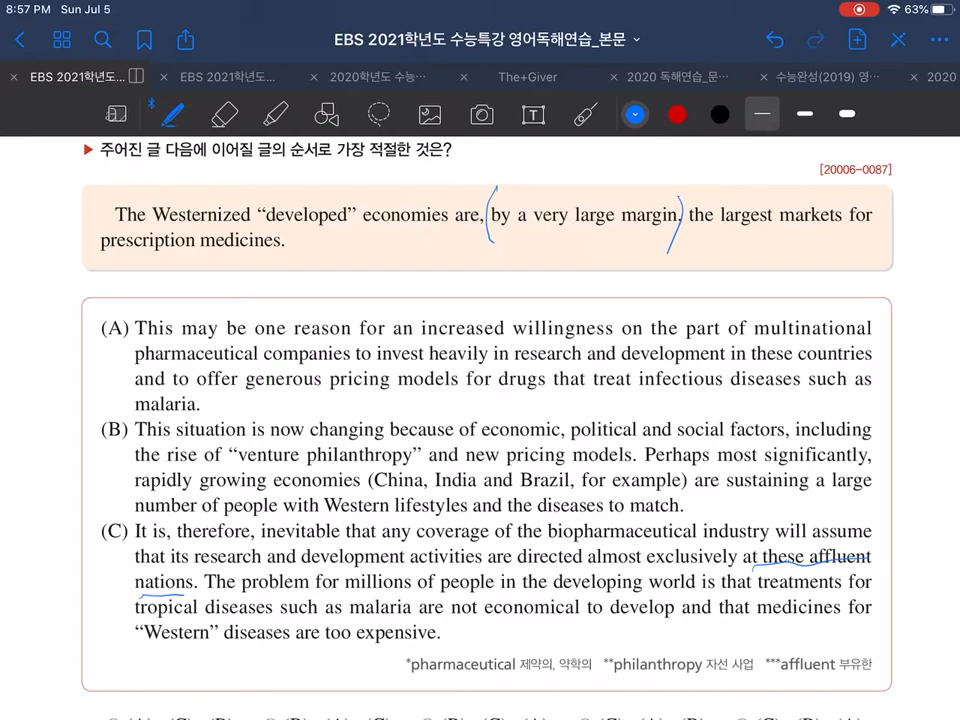 8:57 PM Sun Jul 5
63%
EBS 2021학년도 수능특강 영어독해연습_본문
EBS 2021학년도...
EBS 2021학년도...
2020학년도 수능···
The+Giver
2020 독해연습_문···
수능완성(2019) 영···
2020
T
▶ 주어진 글 다음에 이어질 글의 순서로 가장 적절한 것은?
[20006-0087]
The Westernized “developed” economies are, by a very large margin, the largest markets for
prescription medicines.
(A) This may be one reason for an increased willingness on the part of multinational
pharmaceutical companies to invest heavily in research and development in these countries
and to offer generous pricing models for drugs that treat infectious diseases such as
malaria.
(B) This situation is now changing because of economic, political and social factors, including
the rise of “venture philanthropy” and new pricing models. Perhaps most significantly,
rapidly growing economies (China, India and Brazil, for example) are sustaining a large
number of people with Western lifestyles and the diseases to match.
(C) It is, therefore, inevitable that any coverage of the biopharmaceutical industry will assume
that its research and development activities are directed almost exclusively at these affluent
nations. The problem for millions of people in the developing world is that treatments for
tropical diseases such as malaria are not economical to develop and that medicines for
“Western” diseases are too expensive.
*pharmaceutical 제약의, 약학의 **philanthropy 자선 사업 ***affluent 부유한